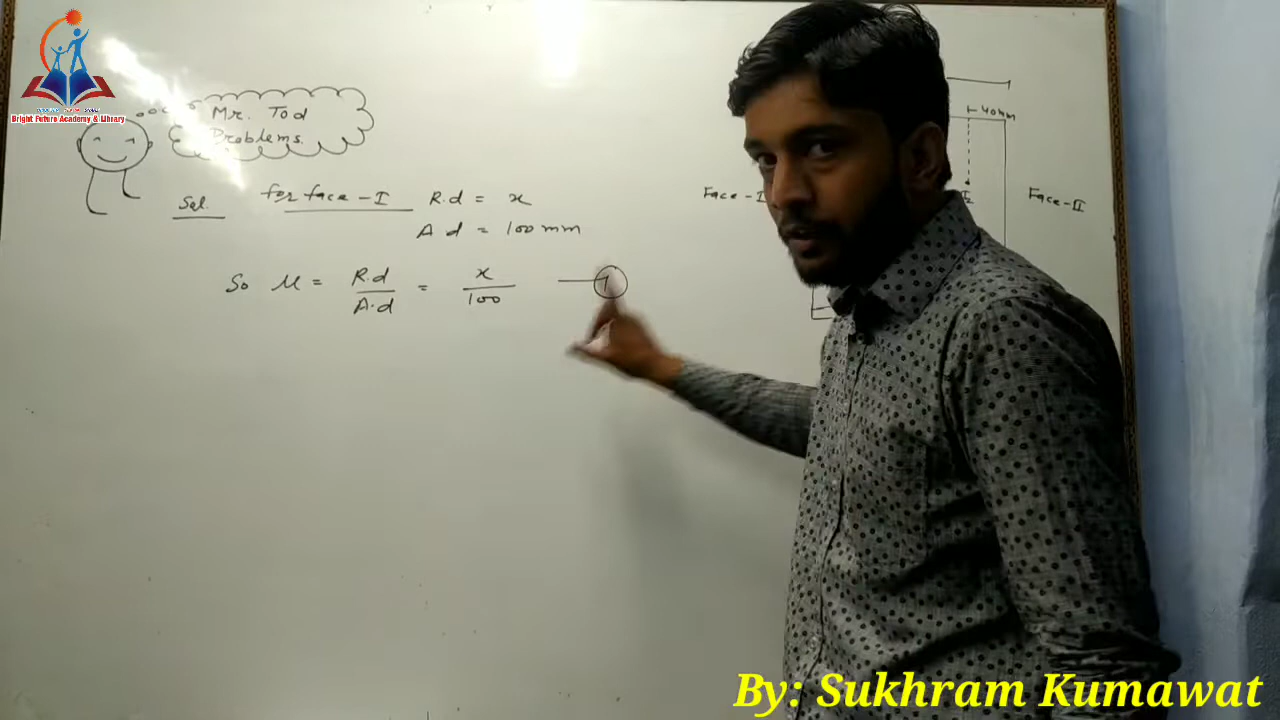 Bright Future Academy & Library
Mr. Tod
Problems.
Sol. for face - I R.d = x
A d = 100 mm
So μ = R.d / A.d = x / 100 — 1
40mm
Face - I
I2
Face - II
By: Sukhram Kumawat